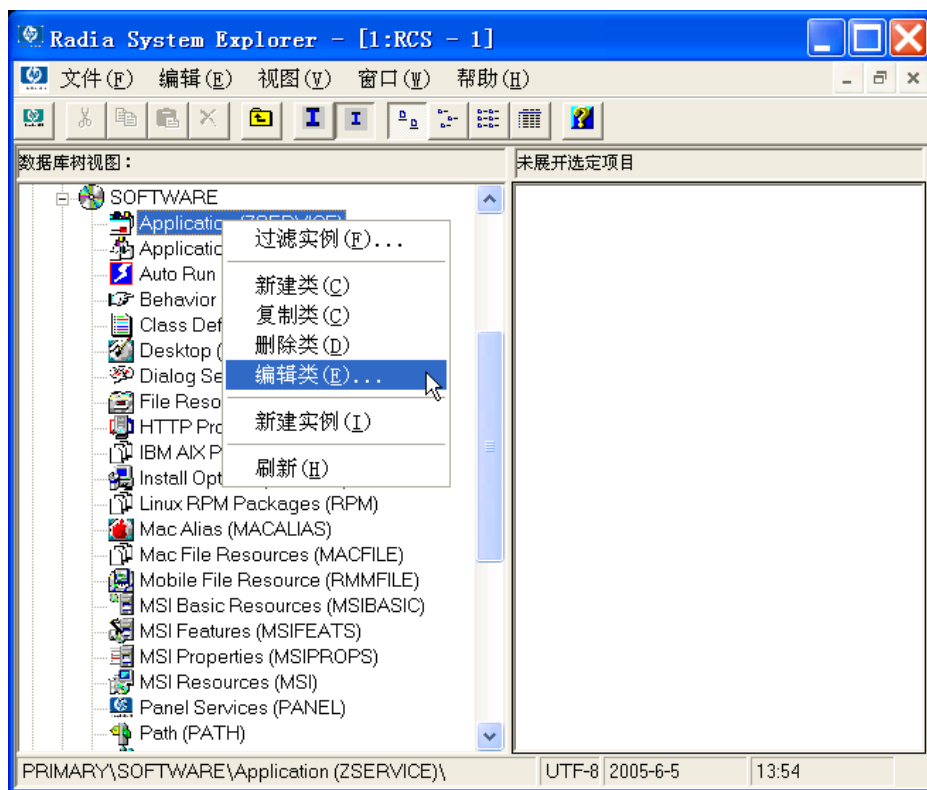 Radia System Explorer - [1:RCS - 1]
文件(F) 编辑(E) 视图(V) 窗口(W) 帮助(H)
数据库树视图：
未展开选定项目
SOFTWARE
Application (ZSERVICE)
Applicatic
Auto Run
Behavior
Class Def
Desktop (
Dialog Se
File Reso
HTTP Pro
IBM AIX P
Install Opt
Linux RPM Packages (RPM)
Mac Alias (MACALIAS)
Mac File Resources (MACFILE)
Mobile File Resource (RMMFILE)
MSI Basic Resources (MSIBASIC)
MSI Features (MSIFEATS)
MSI Properties (MSIPROPS)
MSI Resources (MSI)
Panel Services (PANEL)
Path (PATH)
过滤实例(F)...
新建类(C)
复制类(C)
删除类(D)
编辑类(E)...
新建实例(I)
刷新(H)
PRIMARY\SOFTWARE\Application (ZSERVICE)\ UTF-8 2005-6-5 13:54